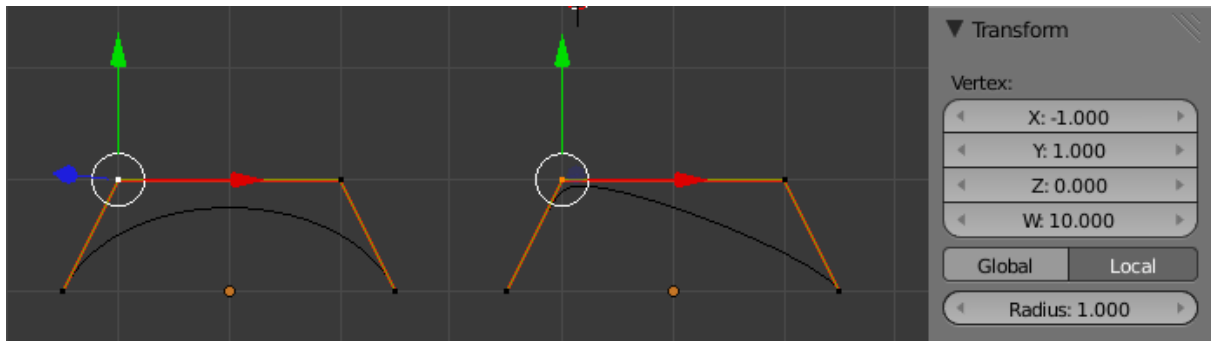 Transform
Vertex:
X: -1.000
Y: 1.000
Z: 0.000
W: 10.000
Global Local
Radius: 1.000